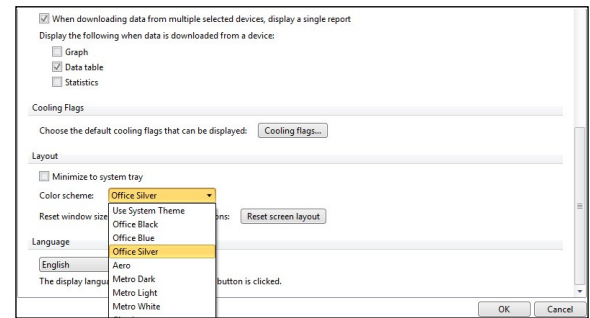 When downloading data from multiple selected devices, display a single report
Display the following when data is downloaded from a device:
Graph
Data table
Statistics
Cooling Flags
Choose the default cooling flags that can be displayed: Cooling flags...
Layout
Minimize to system tray
Color scheme: Office Silver
Use System Theme
Reset window size ons: Reset screen layout
Office Black
Office Blue
Language
Office Silver
English
Aero
The display langua button is clicked.
Metro Dark
Metro Light
Metro White
OK Cancel